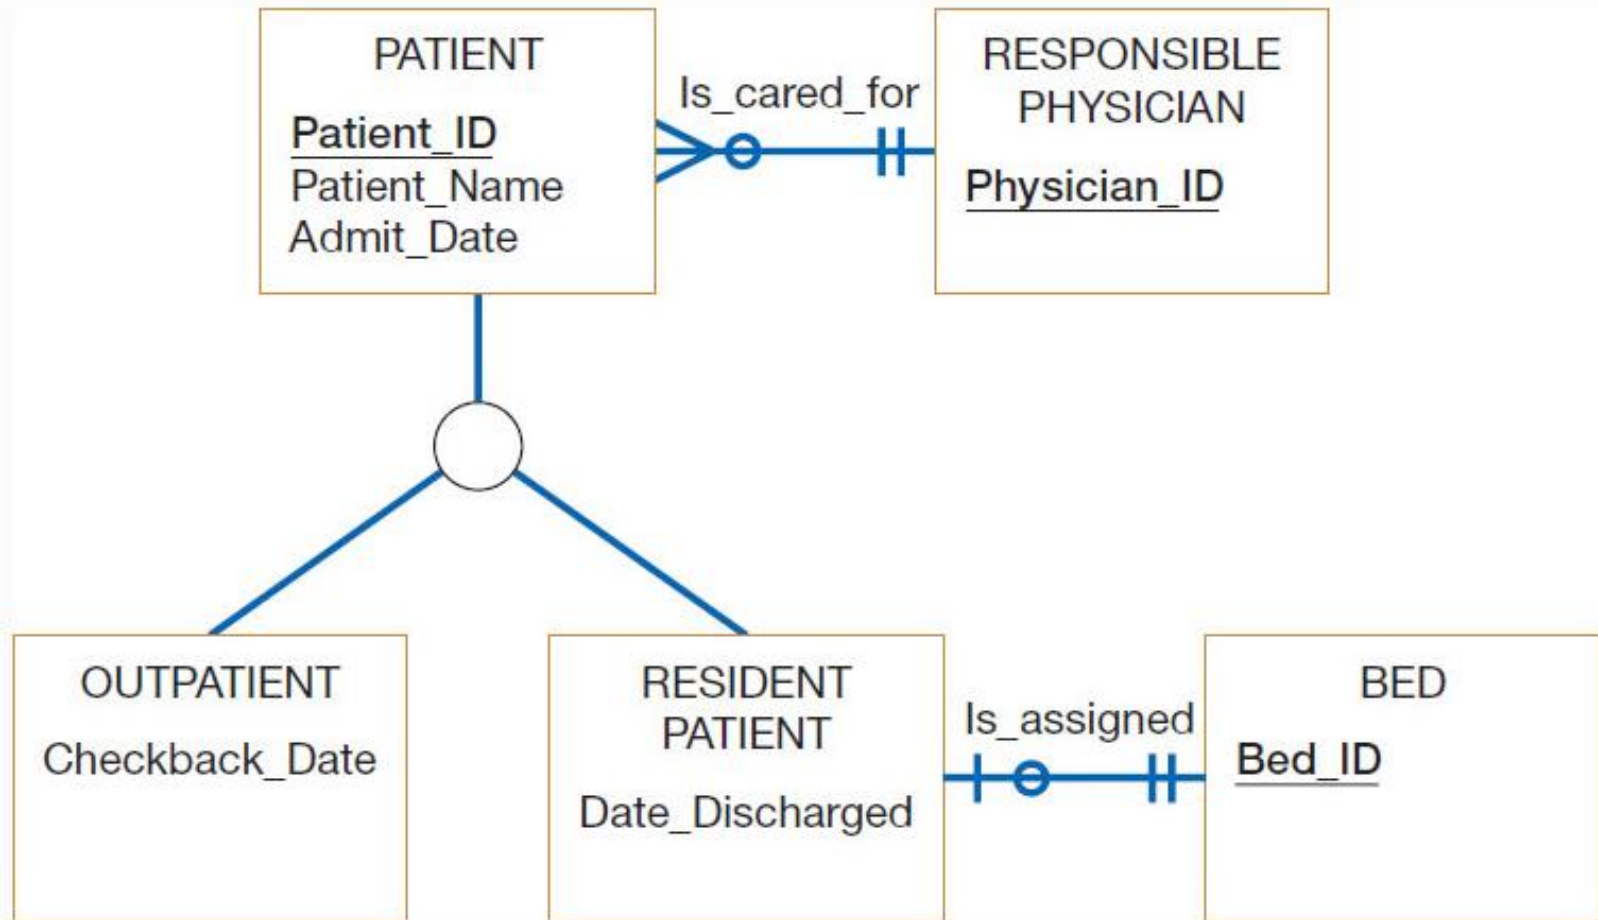 PATIENT
Patient_ID
Patient_Name
Admit_Date
Is_cared_for
RESPONSIBLE
PHYSICIAN
Physician_ID
OUTPATIENT
Checkback_Date
RESIDENT
PATIENT
Date_Discharged
Is_assigned
BED
Bed_ID